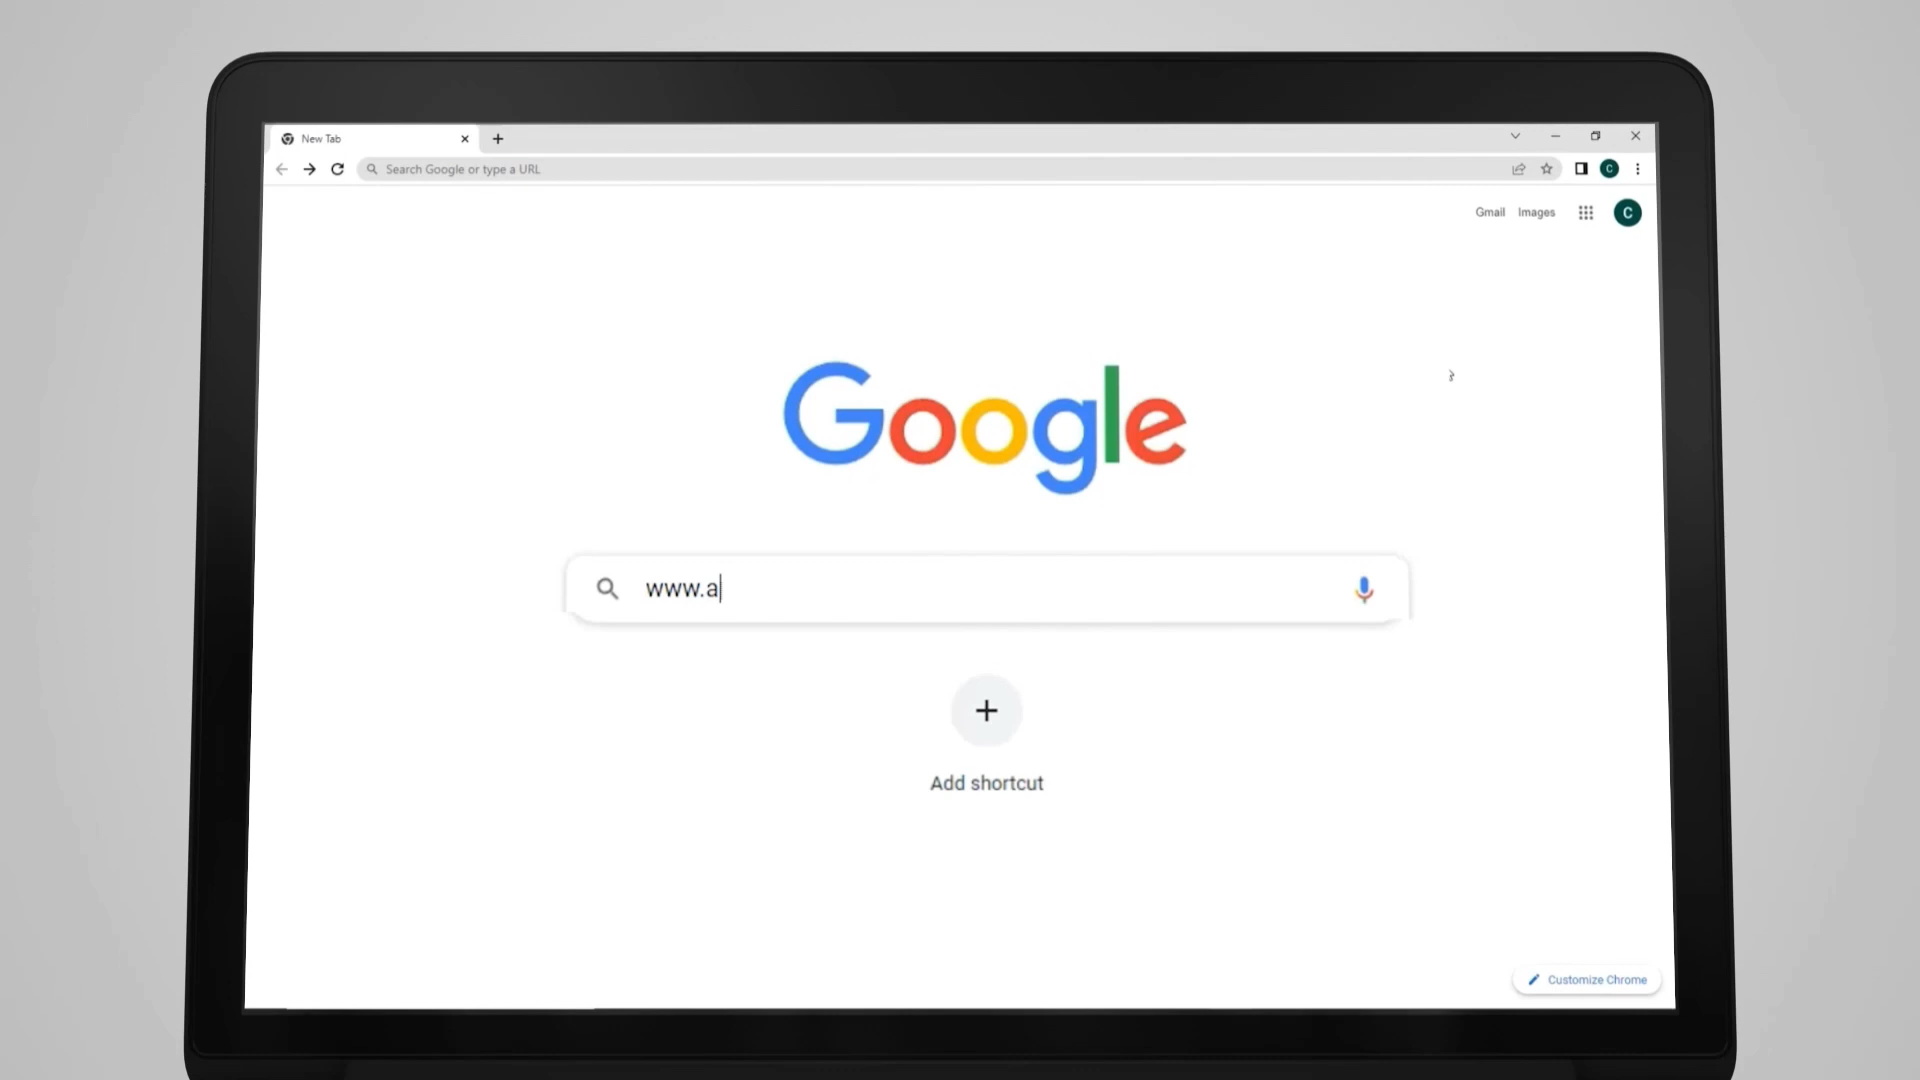 New Tab
Search Google or type a URL
C
Gmail Images
C
Google
www.a
Add shortcut
Customize Chrome